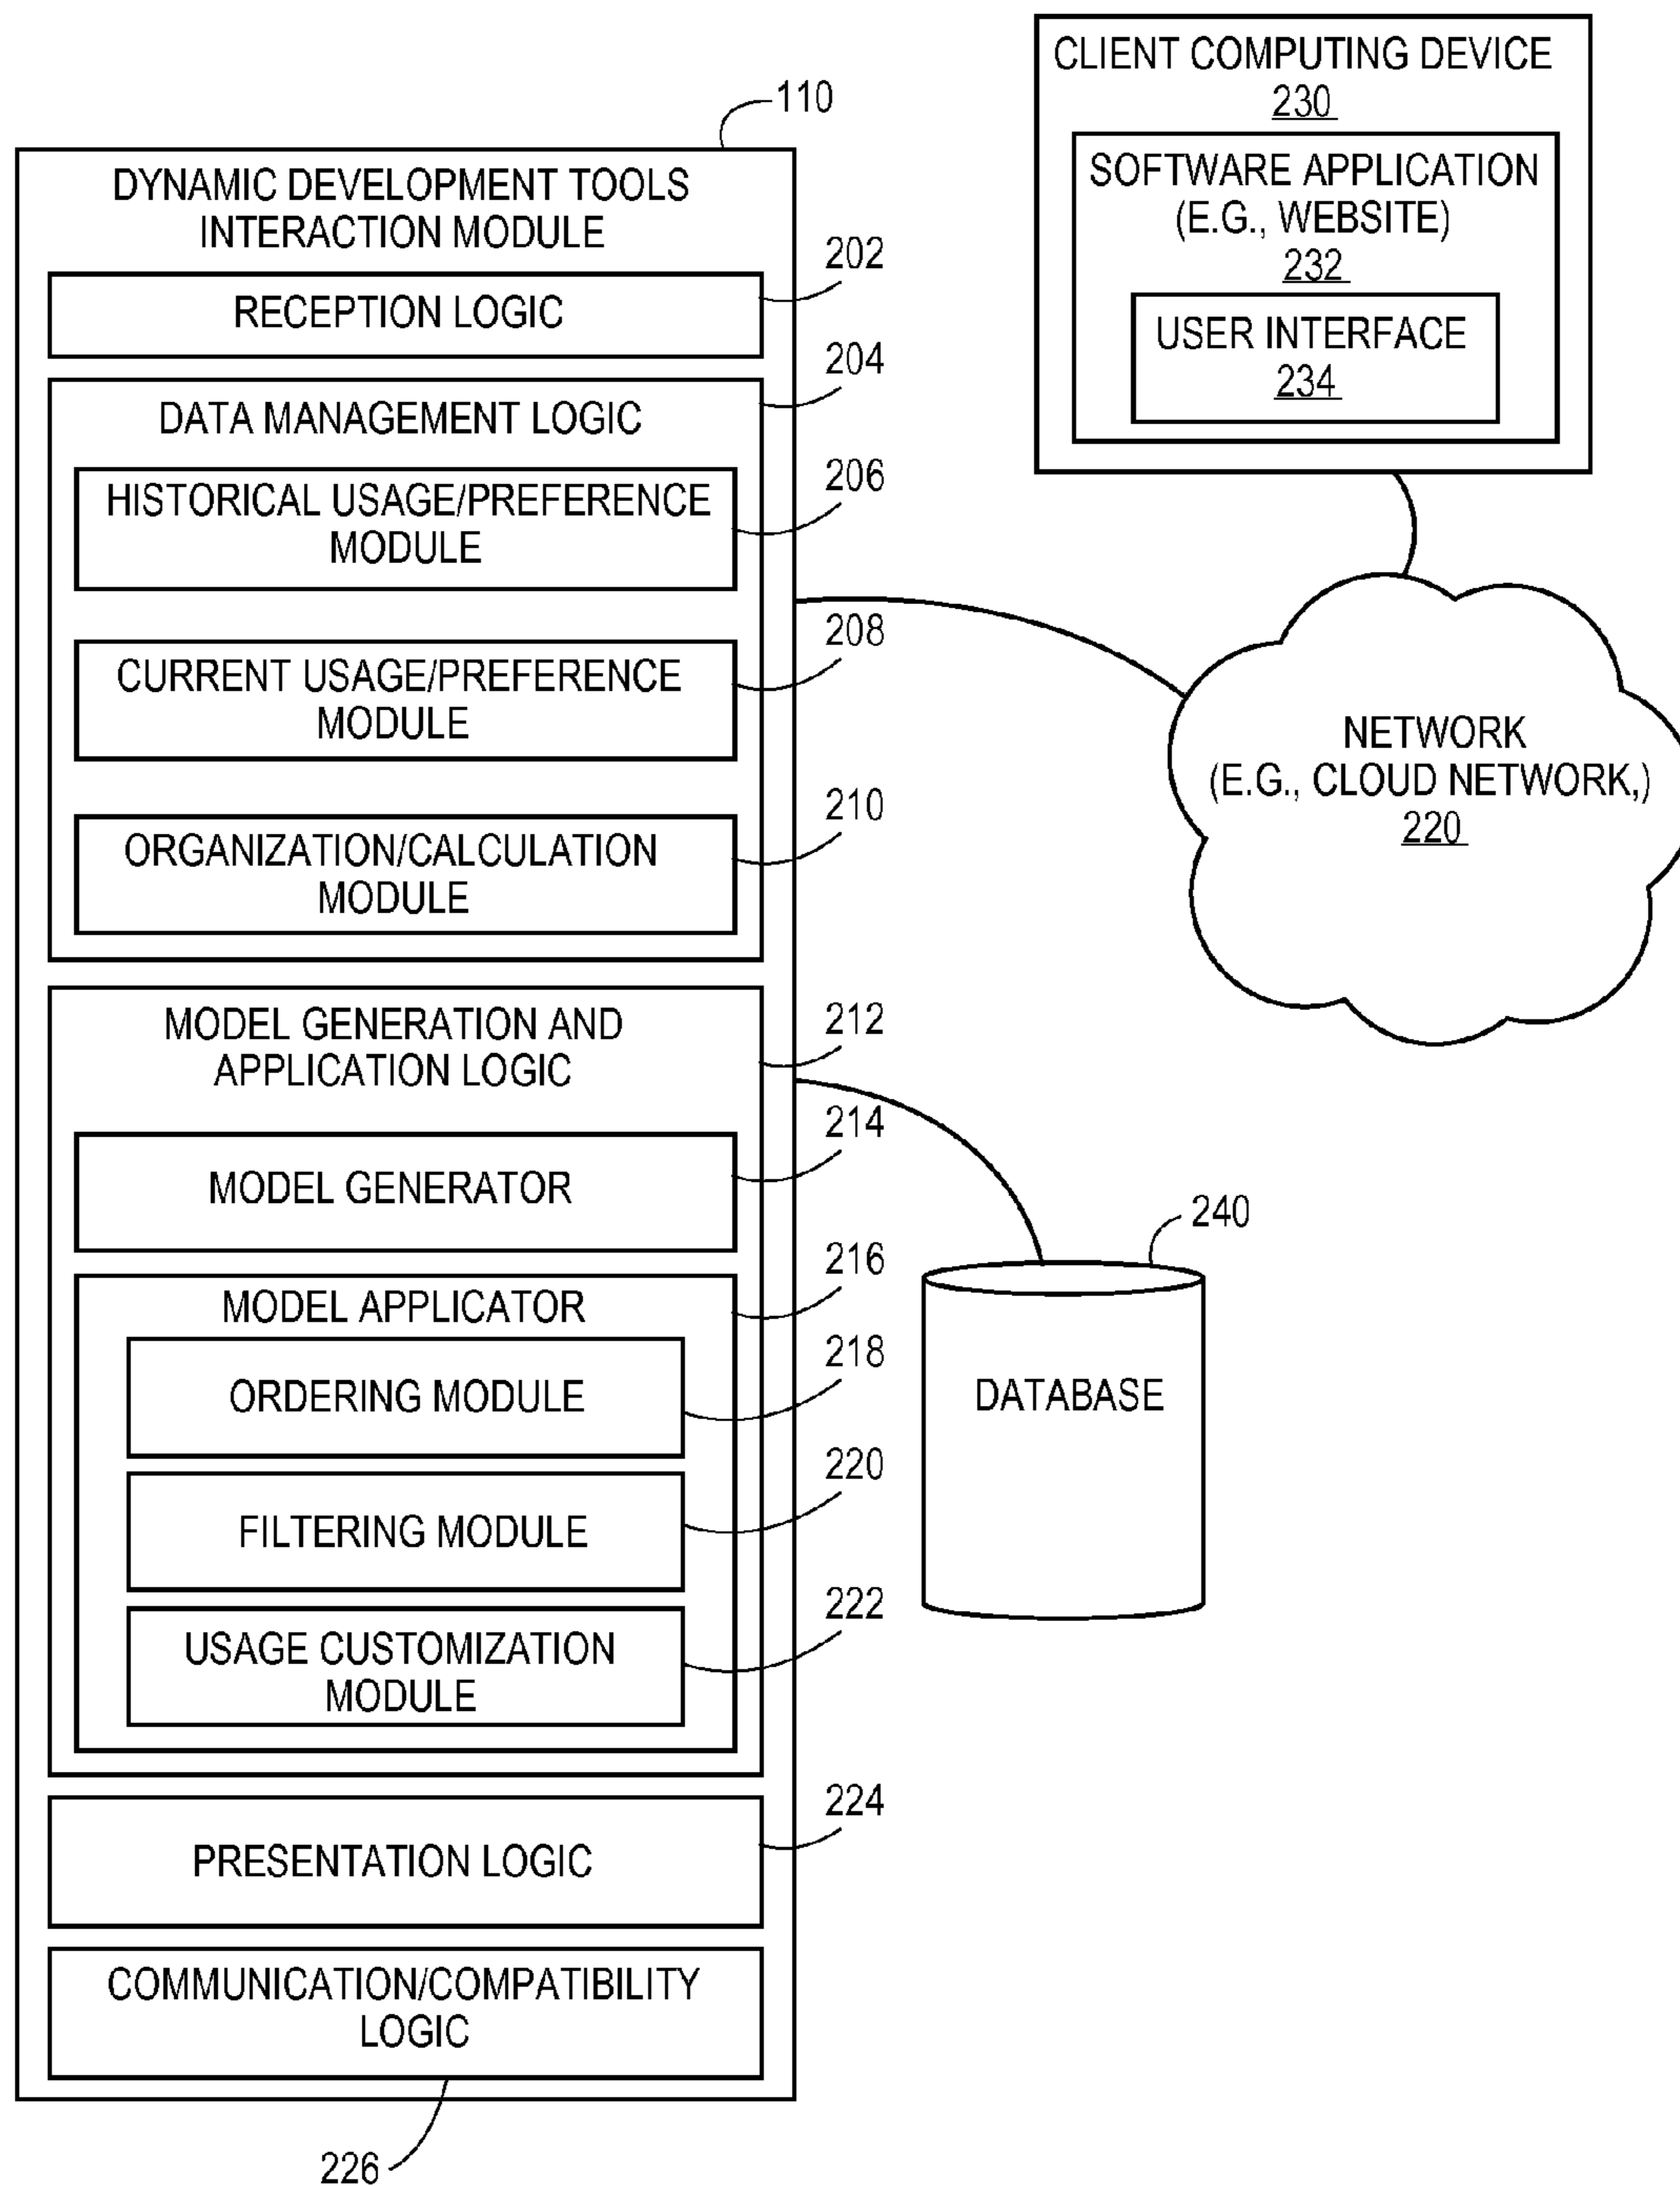 110
DYNAMIC DEVELOPMENT TOOLS
INTERACTION MODULE
202
RECEPTION LOGIC
204
DATA MANAGEMENT LOGIC
206
HISTORICAL USAGE/PREFERENCE
MODULE
208
CURRENT USAGE/PREFERENCE
MODULE
210
ORGANIZATION/CALCULATION
MODULE
212
MODEL GENERATION AND
APPLICATION LOGIC
214
MODEL GENERATOR
216
MODEL APPLICATOR
218
ORDERING MODULE
220
FILTERING MODULE
222
USAGE CUSTOMIZATION
MODULE
224
PRESENTATION LOGIC
COMMUNICATION/COMPATIBILITY
LOGIC
226
CLIENT COMPUTING DEVICE
230
SOFTWARE APPLICATION
(E.G., WEBSITE)
232
USER INTERFACE
234
NETWORK
(E.G., CLOUD NETWORK,)
220
240
DATABASE